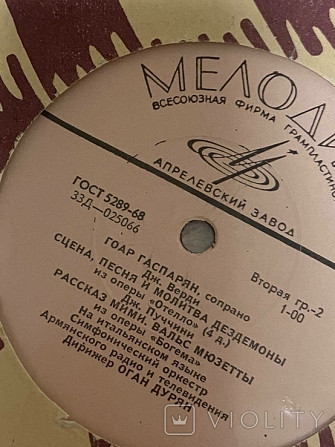 МЕЛОДИ
ВСЕСОЮЗНАЯ ФИРМА ГРАМПЛАСТИН
АПРЕЛЕВСКИЙ ЗАВОД
ГОСТ 5289-68
33Д—025066
Вторая гр.-2
1-00
ГОАР ГАСПАРЯН, сопрано
Дж. Верди
СЦЕНА, ПЕСНЯ И МОЛИТВА ДЕЗДЕМОНЫ
из оперы «Отелло» (4 д.)
Дж. Пуччини
РАССКАЗ МИМИ, ВАЛЬС МЮЗЕТТЫ
из оперы «Богема»
На итальянском языке
Симфонический оркестр
Армянского радио и телевидения
Дирижер ОГАН ДУРЯН
VIOLITY